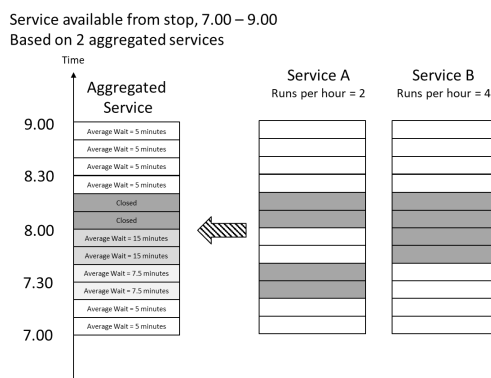 Service available from stop, 7.00 – 9.00
Based on 2 aggregated services
Time
Aggregated
Service
Service A
Runs per hour = 2
Service B
Runs per hour = 4
9.00
Average Wait = 5 minutes
Average Wait = 5 minutes
Average Wait = 5 minutes
8.30
Average Wait = 5 minutes
Closed
Closed
8.00
Average Wait = 15 minutes
Average Wait = 15 minutes
Average Wait = 7.5 minutes
7.30
Average Wait = 7.5 minutes
Average Wait = 5 minutes
Average Wait = 5 minutes
7.00